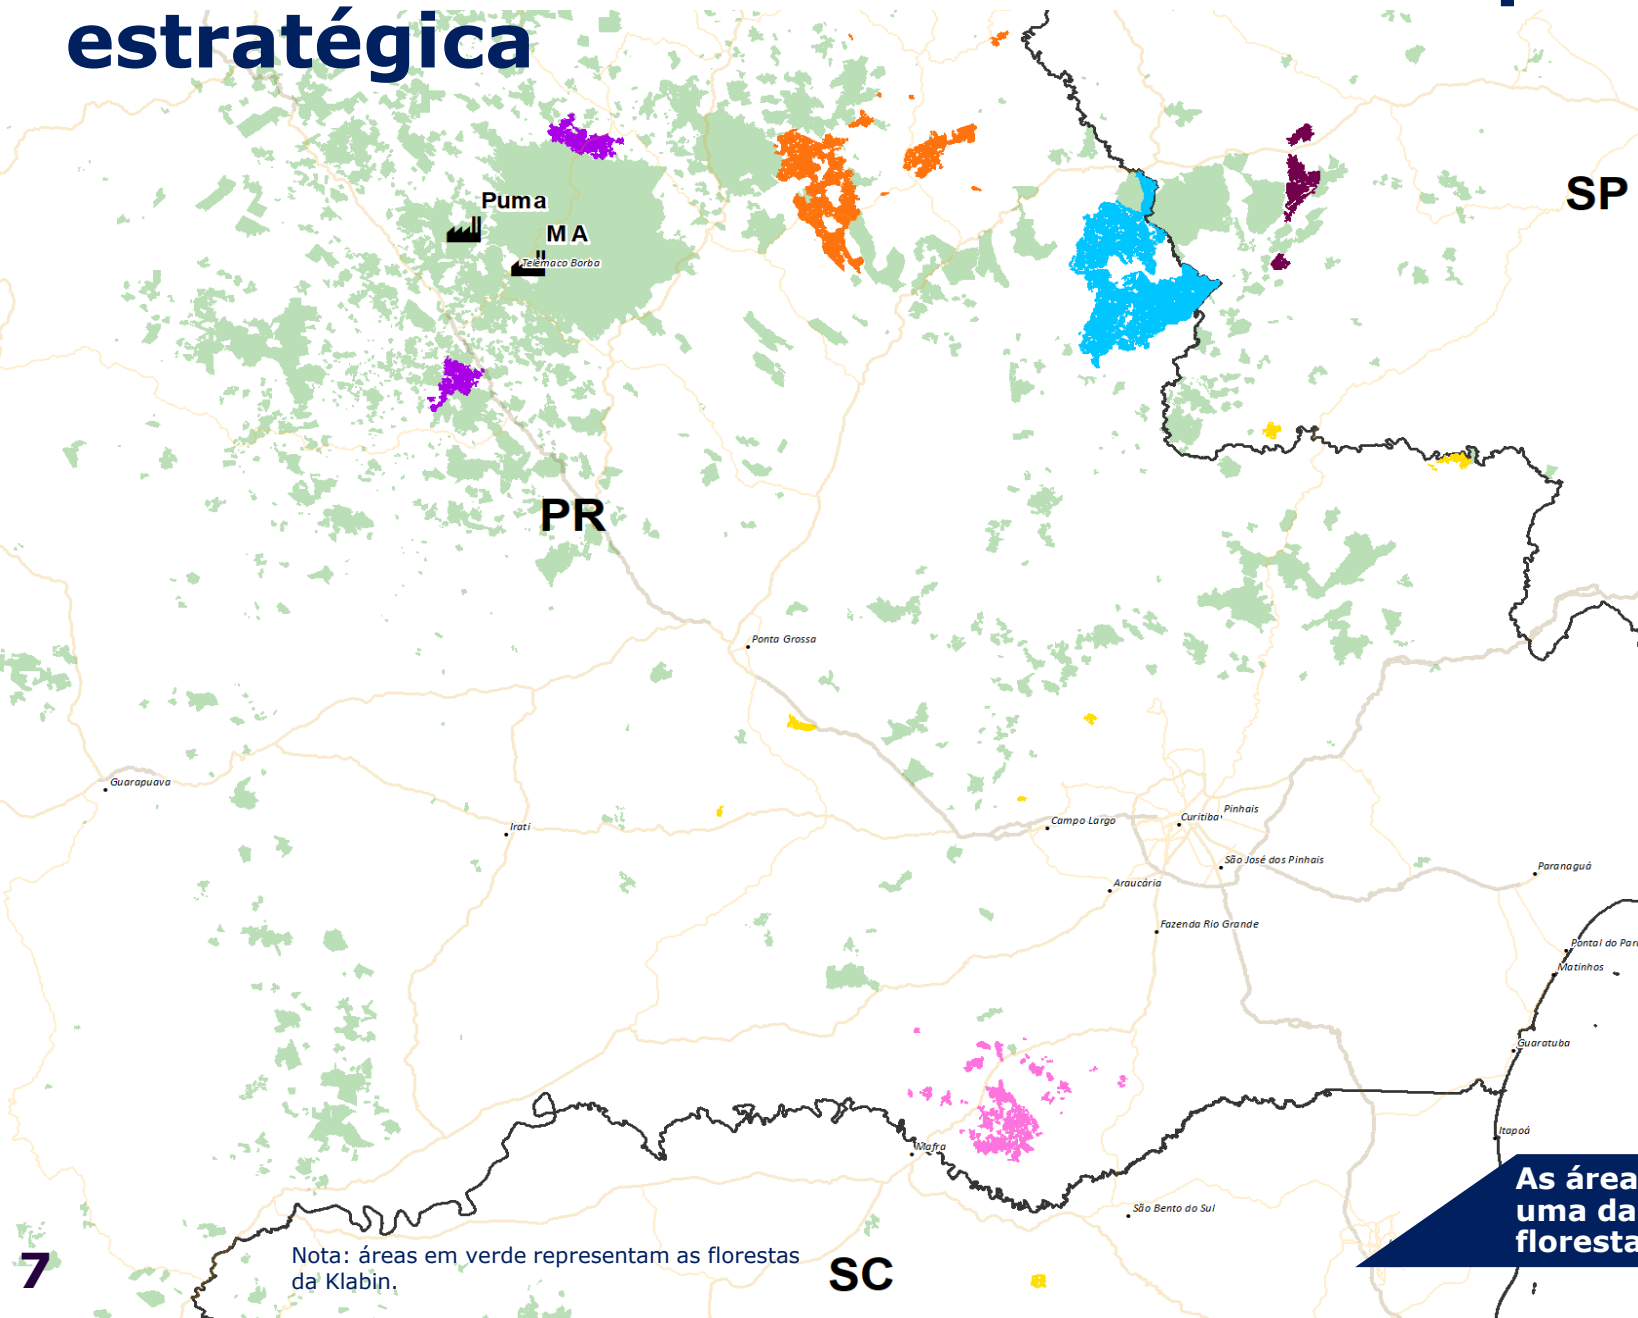 estratégica
Puma
MA
Telêmaco Borba
SP
PR
Ponta Grossa
Guarapuava
Irati
Campo Largo
Pinhais
Curitiba
São José dos Pinhais
Araucária
Paranaguá
Fazenda Rio Grande
Pontal do Par
Matinhos
Guaratuba
Itapoá
Mafra
São Bento do Sul
As área
uma da
floresta
Nota: áreas em verde representam as florestas
da Klabin.
7
SC